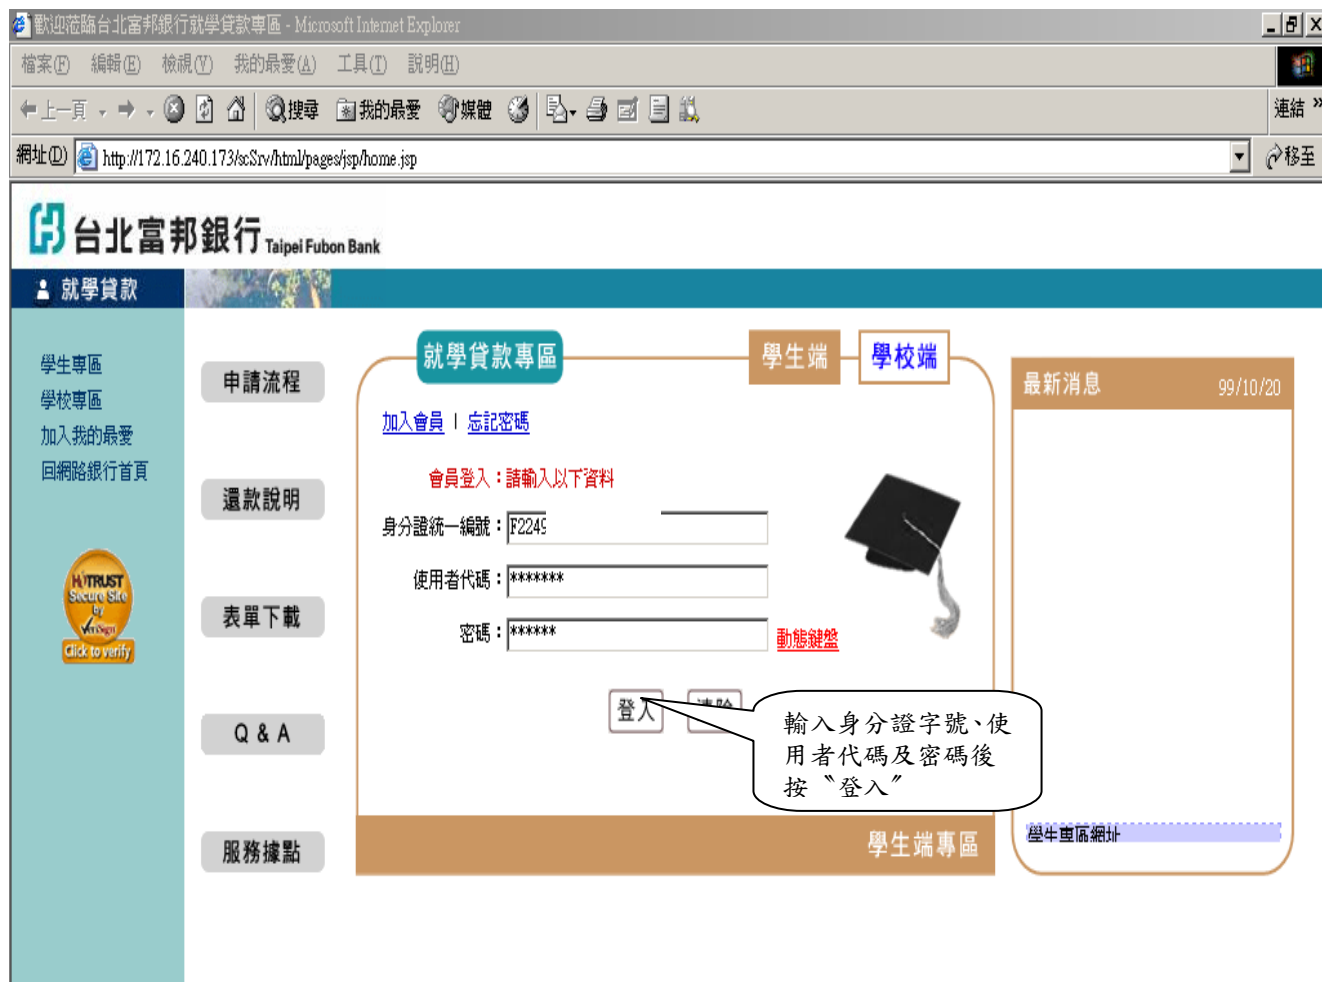 歡迎蒞臨台北富邦銀行就學貸款專區 - Microsoft Internet Explorer
檔案(F) 編輯(E) 檢視(V) 我的最愛(A) 工具(T) 說明(H)
上一頁 搜尋 我的最愛 媒體 連結 »
網址(D) http://172.16.240.173/scSrv/html/pages/jsp/home.jsp 移至
台北富邦銀行 Taipei Fubon Bank
就學貸款
學生專區
學校專區
加入我的最愛
回網路銀行首頁
HiTRUST
Secure Site
by
VeriSign
Click to verify
申請流程
還款說明
表單下載
Q & A
服務據點
就學貸款專區 學生端 學校端
加入會員 | 忘記密碼
會員登入：請輸入以下資料
身分證統一編號：F2249
使用者代碼：*******
密碼：****** 動態鍵盤
登入
輸入身分證字號、使
用者代碼及密碼後
按〝登入〞
學生端專區
最新消息 99/10/20
學生專區網址